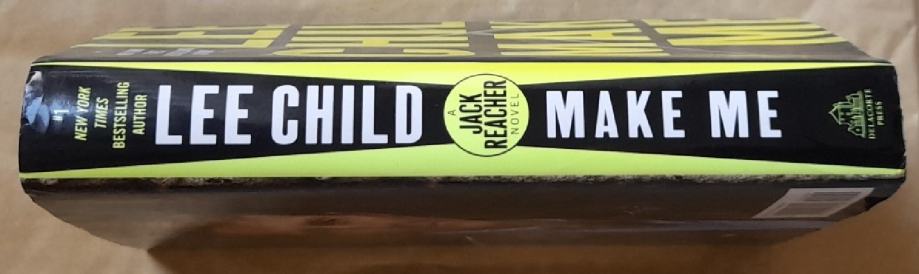 #1
NEW YORK
TIMES
BESTSELLING
AUTHOR
LEE CHILD
A
JACK
REACHER
NOVEL
MAKE ME
DELACORTE
PRESS